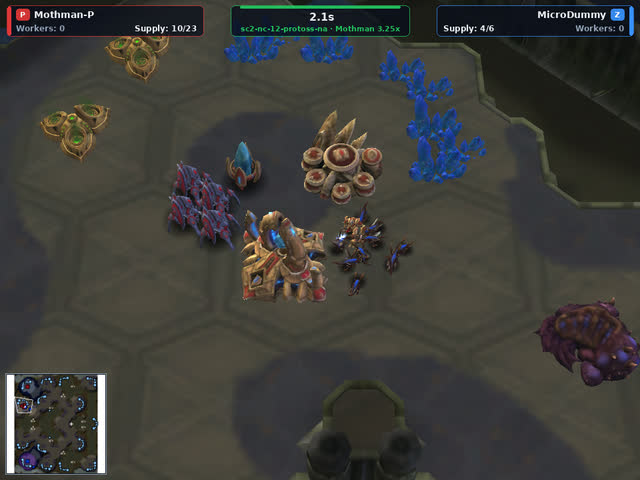 P Mothman-P
Workers: 0 Supply: 10/23
2.1s
sc2-nc-12-protoss-na · Mothman 3.25x
MicroDummy Z
Supply: 4/6 Workers: 0